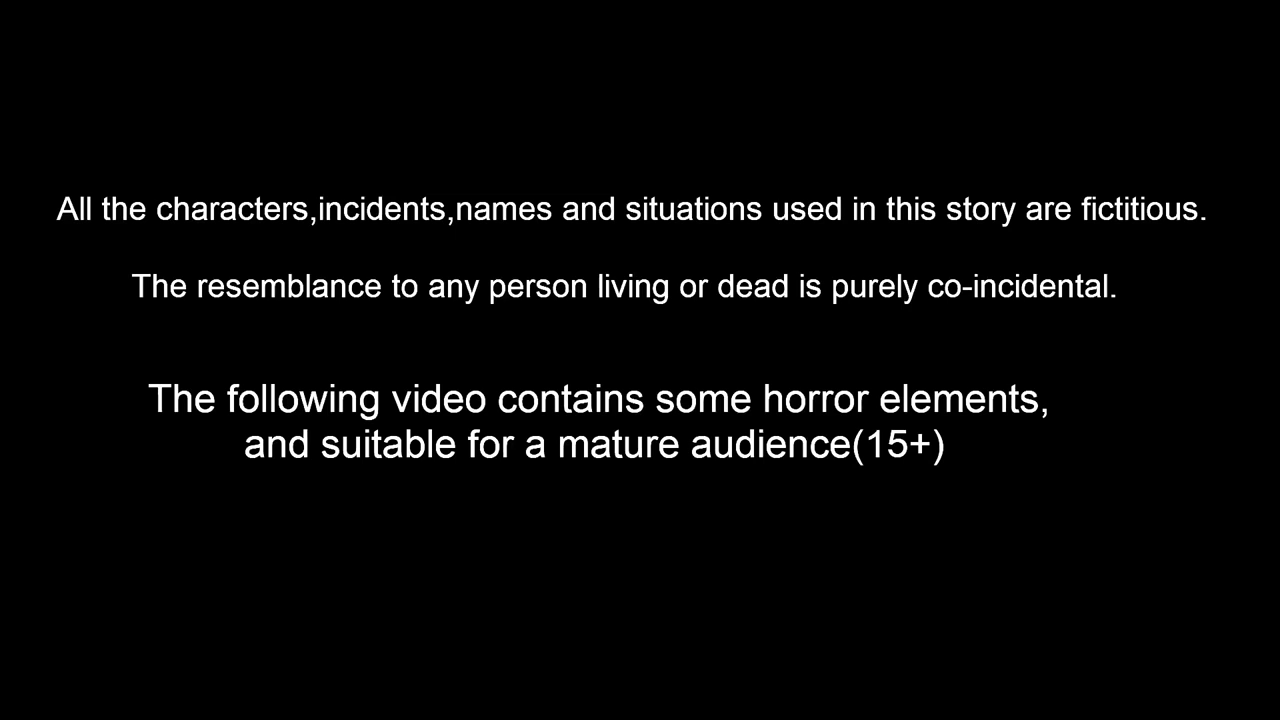 All the characters,incidents,names and situations used in this story are fictitious.
The resemblance to any person living or dead is purely co-incidental.
The following video contains some horror elements,
and suitable for a mature audience(15+)